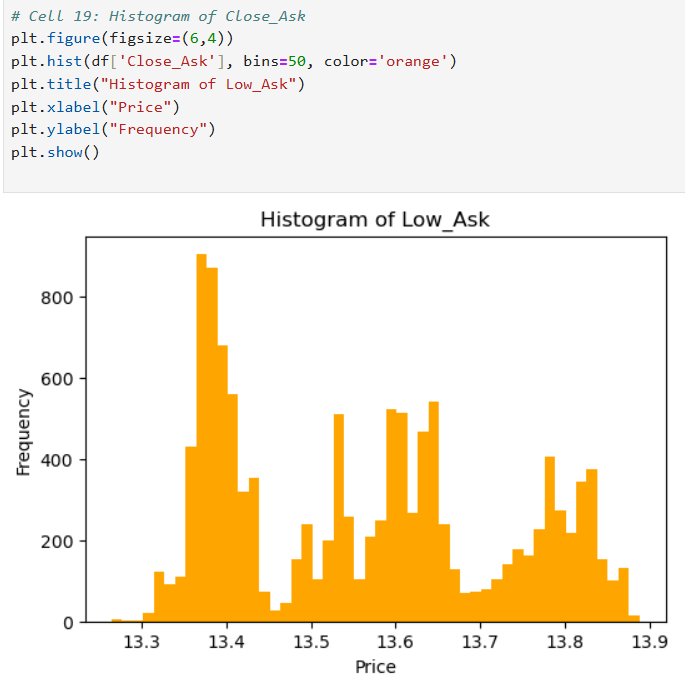 # Cell 19: Histogram of Close_Ask
plt.figure(figsize=(6,4))
plt.hist(df['Close_Ask'], bins=50, color='orange')
plt.title("Histogram of Low_Ask")
plt.xlabel("Price")
plt.ylabel("Frequency")
plt.show()
Histogram of Low_Ask
Frequency
800
600
400
200
0
13.3 13.4 13.5 13.6 13.7 13.8 13.9
Price